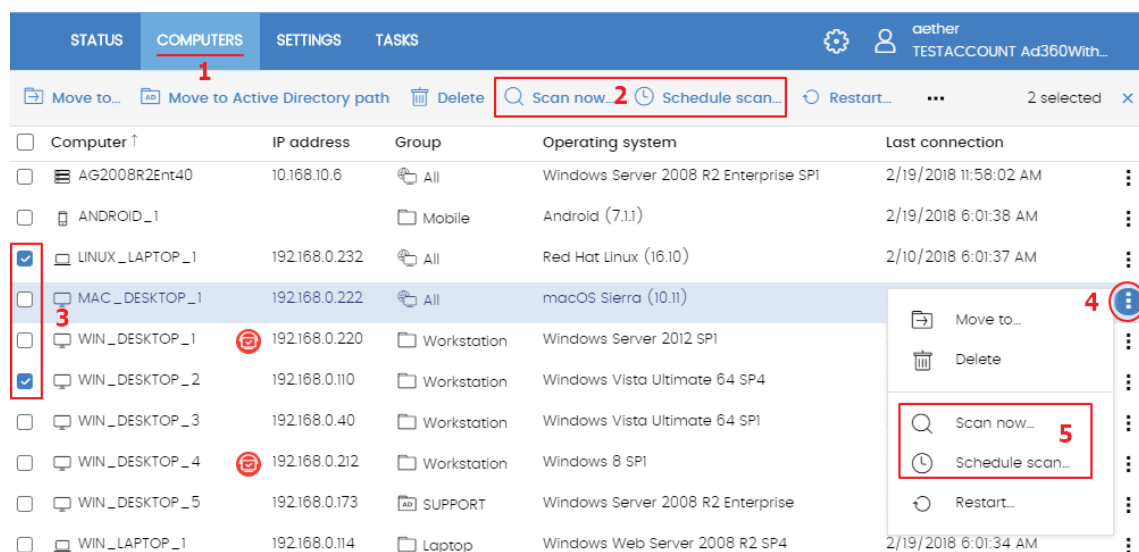 STATUS COMPUTERS SETTINGS TASKS aether
TESTACCOUNT Ad360With...
1
Move to... AD Move to Active Directory path Delete Scan now... 2 Schedule scan... Restart... ... 2 selected ×
Computer ↑ IP address Group Operating system Last connection
AG2008R2Ent40 10.168.10.6 All Windows Server 2008 R2 Enterprise SP1 2/19/2018 11:58:02 AM
ANDROID_1 Mobile Android (7.1.1) 2/19/2018 6:01:38 AM
LINUX_LAPTOP_1 192.168.0.232 All Red Hat Linux (16.10) 2/10/2018 6:01:37 AM
MAC_DESKTOP_1 192.168.0.222 All macOS Sierra (10.11) 4
3 Move to...
WIN_DESKTOP_1 192.168.0.220 Workstation Windows Server 2012 SP1
Delete
WIN_DESKTOP_2 192.168.0.110 Workstation Windows Vista Ultimate 64 SP4
WIN_DESKTOP_3 192.168.0.40 Workstation Windows Vista Ultimate 64 SP1 Scan now... 5
WIN_DESKTOP_4 192.168.0.212 Workstation Windows 8 SP1 Schedule scan...
WIN_DESKTOP_5 192.168.0.173 AD SUPPORT Windows Server 2008 R2 Enterprise Restart...
WIN_LAPTOP_1 192.168.0.114 Laptop Windows Web Server 2008 R2 SP4 2/19/2018 6:01:34 AM